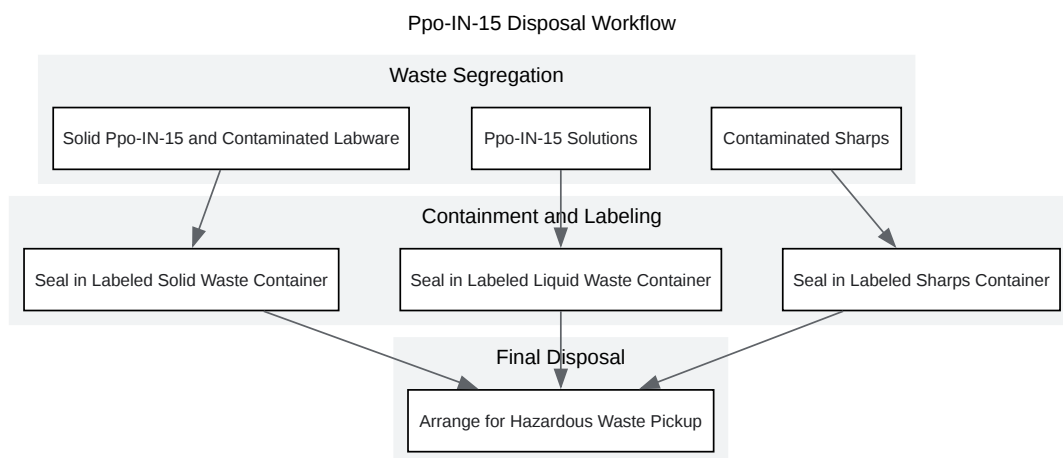 Ppo-IN-15 Disposal Workflow
Waste Segregation
Solid Ppo-IN-15 and Contaminated Labware
Ppo-IN-15 Solutions
Contaminated Sharps
Containment and Labeling
Seal in Labeled Solid Waste Container
Seal in Labeled Liquid Waste Container
Seal in Labeled Sharps Container
Final Disposal
Arrange for Hazardous Waste Pickup